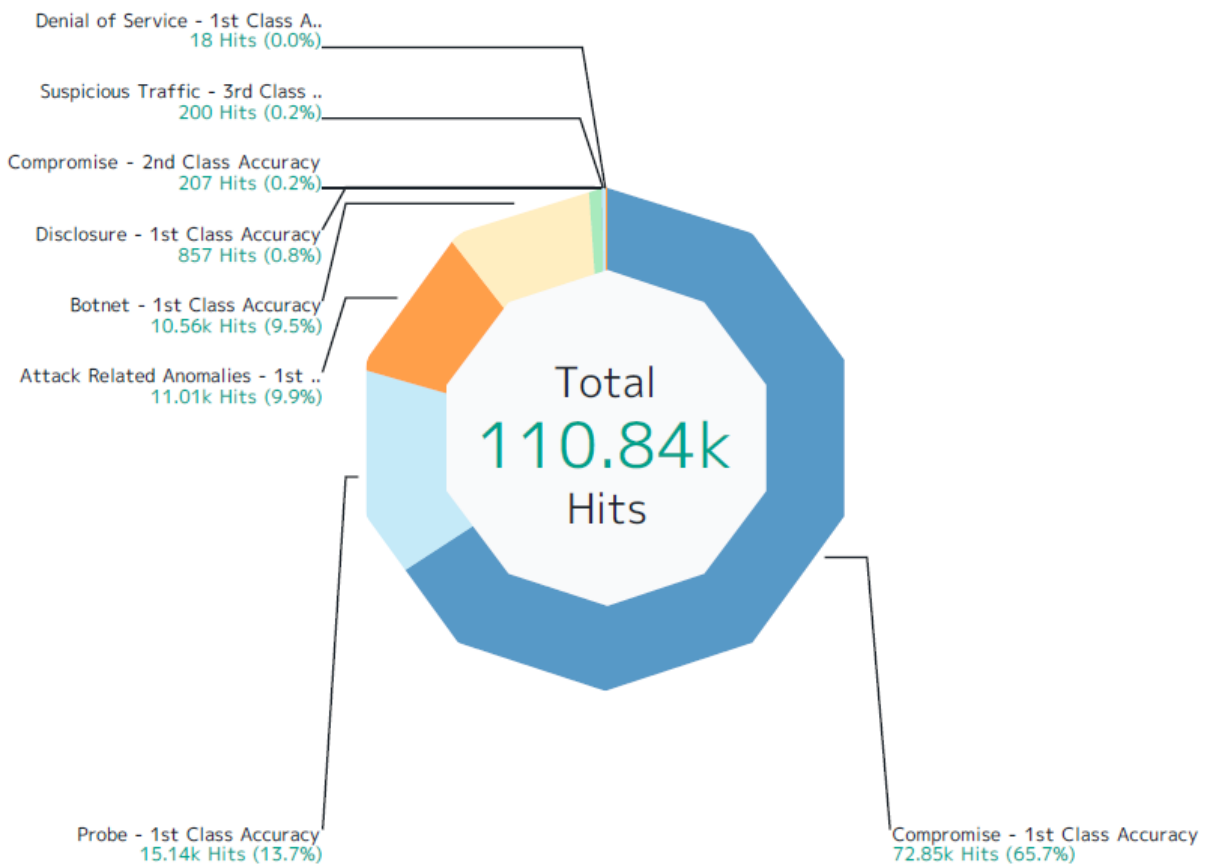 Denial of Service - 1st Class A..
18 Hits (0.0%)
Suspicious Traffic - 3rd Class ..
200 Hits (0.2%)
Compromise - 2nd Class Accuracy
207 Hits (0.2%)
Disclosure - 1st Class Accuracy
857 Hits (0.8%)
Botnet - 1st Class Accuracy
10.56k Hits (9.5%)
Attack Related Anomalies - 1st ..
11.01k Hits (9.9%)
Total
110.84k
Hits
Probe - 1st Class Accuracy
15.14k Hits (13.7%)
Compromise - 1st Class Accuracy
72.85k Hits (65.7%)